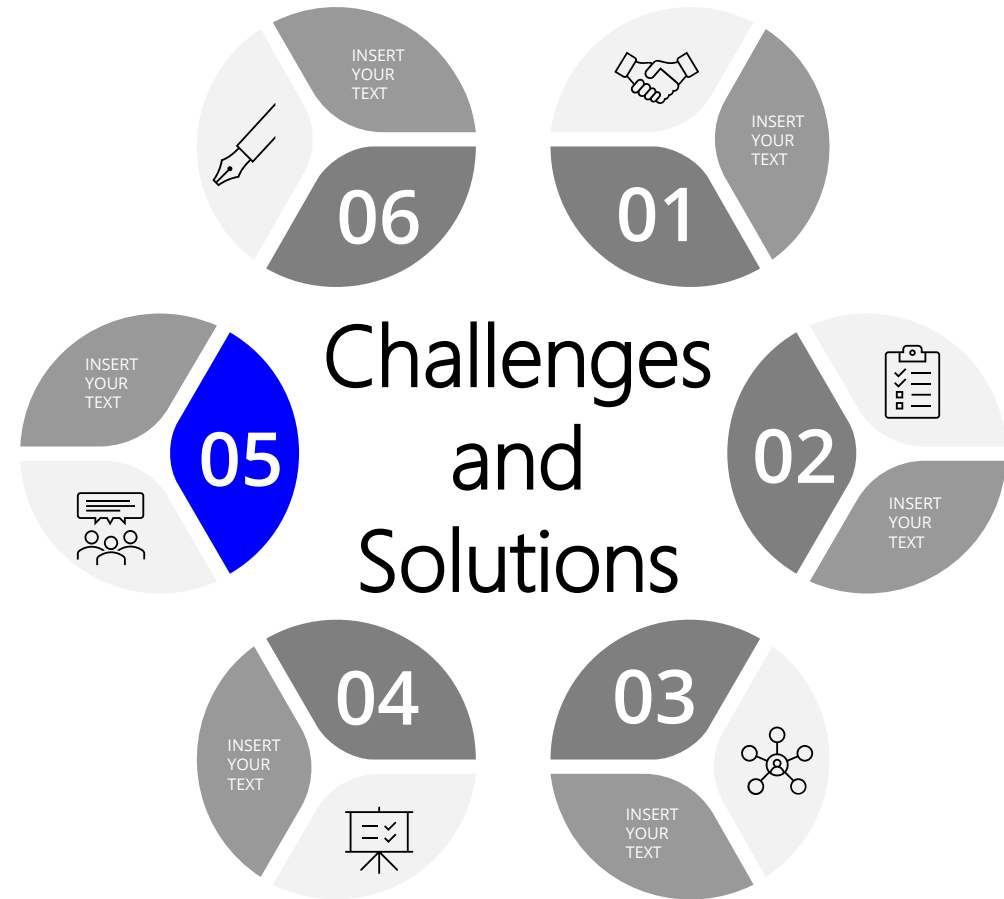 Challenges
and
Solutions
01
INSERT
YOUR
TEXT
02
INSERT
YOUR
TEXT
03
INSERT
YOUR
TEXT
04
INSERT
YOUR
TEXT
05
INSERT
YOUR
TEXT
06
INSERT
YOUR
TEXT